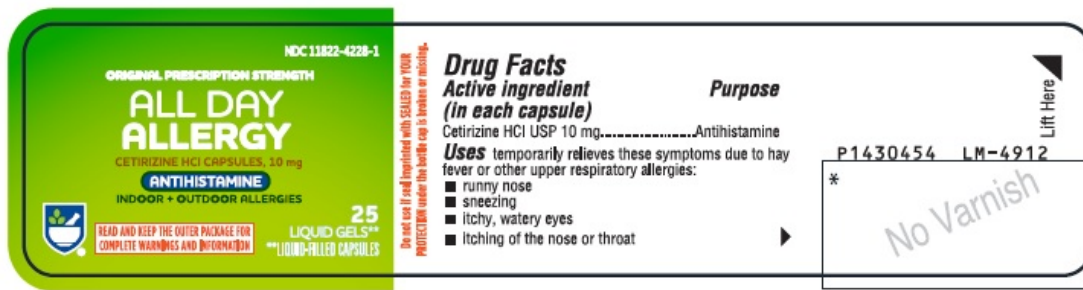 NDC 11822-4228-1
ORIGINAL PRESCRIPTION STRENGTH
ALL DAY
ALLERGY
CETIRIZINE HCl CAPSULES, 10 mg
ANTIHISTAMINE
INDOOR + OUTDOOR ALLERGIES
READ AND KEEP THE OUTER PACKAGE FOR
COMPLETE WARNINGS AND INFORMATION
25
LIQUID GELS**
**LIQUID-FILLED CAPSULES
Do not use if seal imprinted with SEALED for YOUR
PROTECTION under the bottle cap is broken or missing.
Drug Facts
Active ingredient Purpose
(in each capsule)
Cetirizine HCl USP 10 mg.......................Antihistamine
Uses temporarily relieves these symptoms due to hay
fever or other upper respiratory allergies:
■ runny nose
■ sneezing
■ itchy, watery eyes
■ itching of the nose or throat
Lift Here
P1430454 LM-4912
*
No Varnish